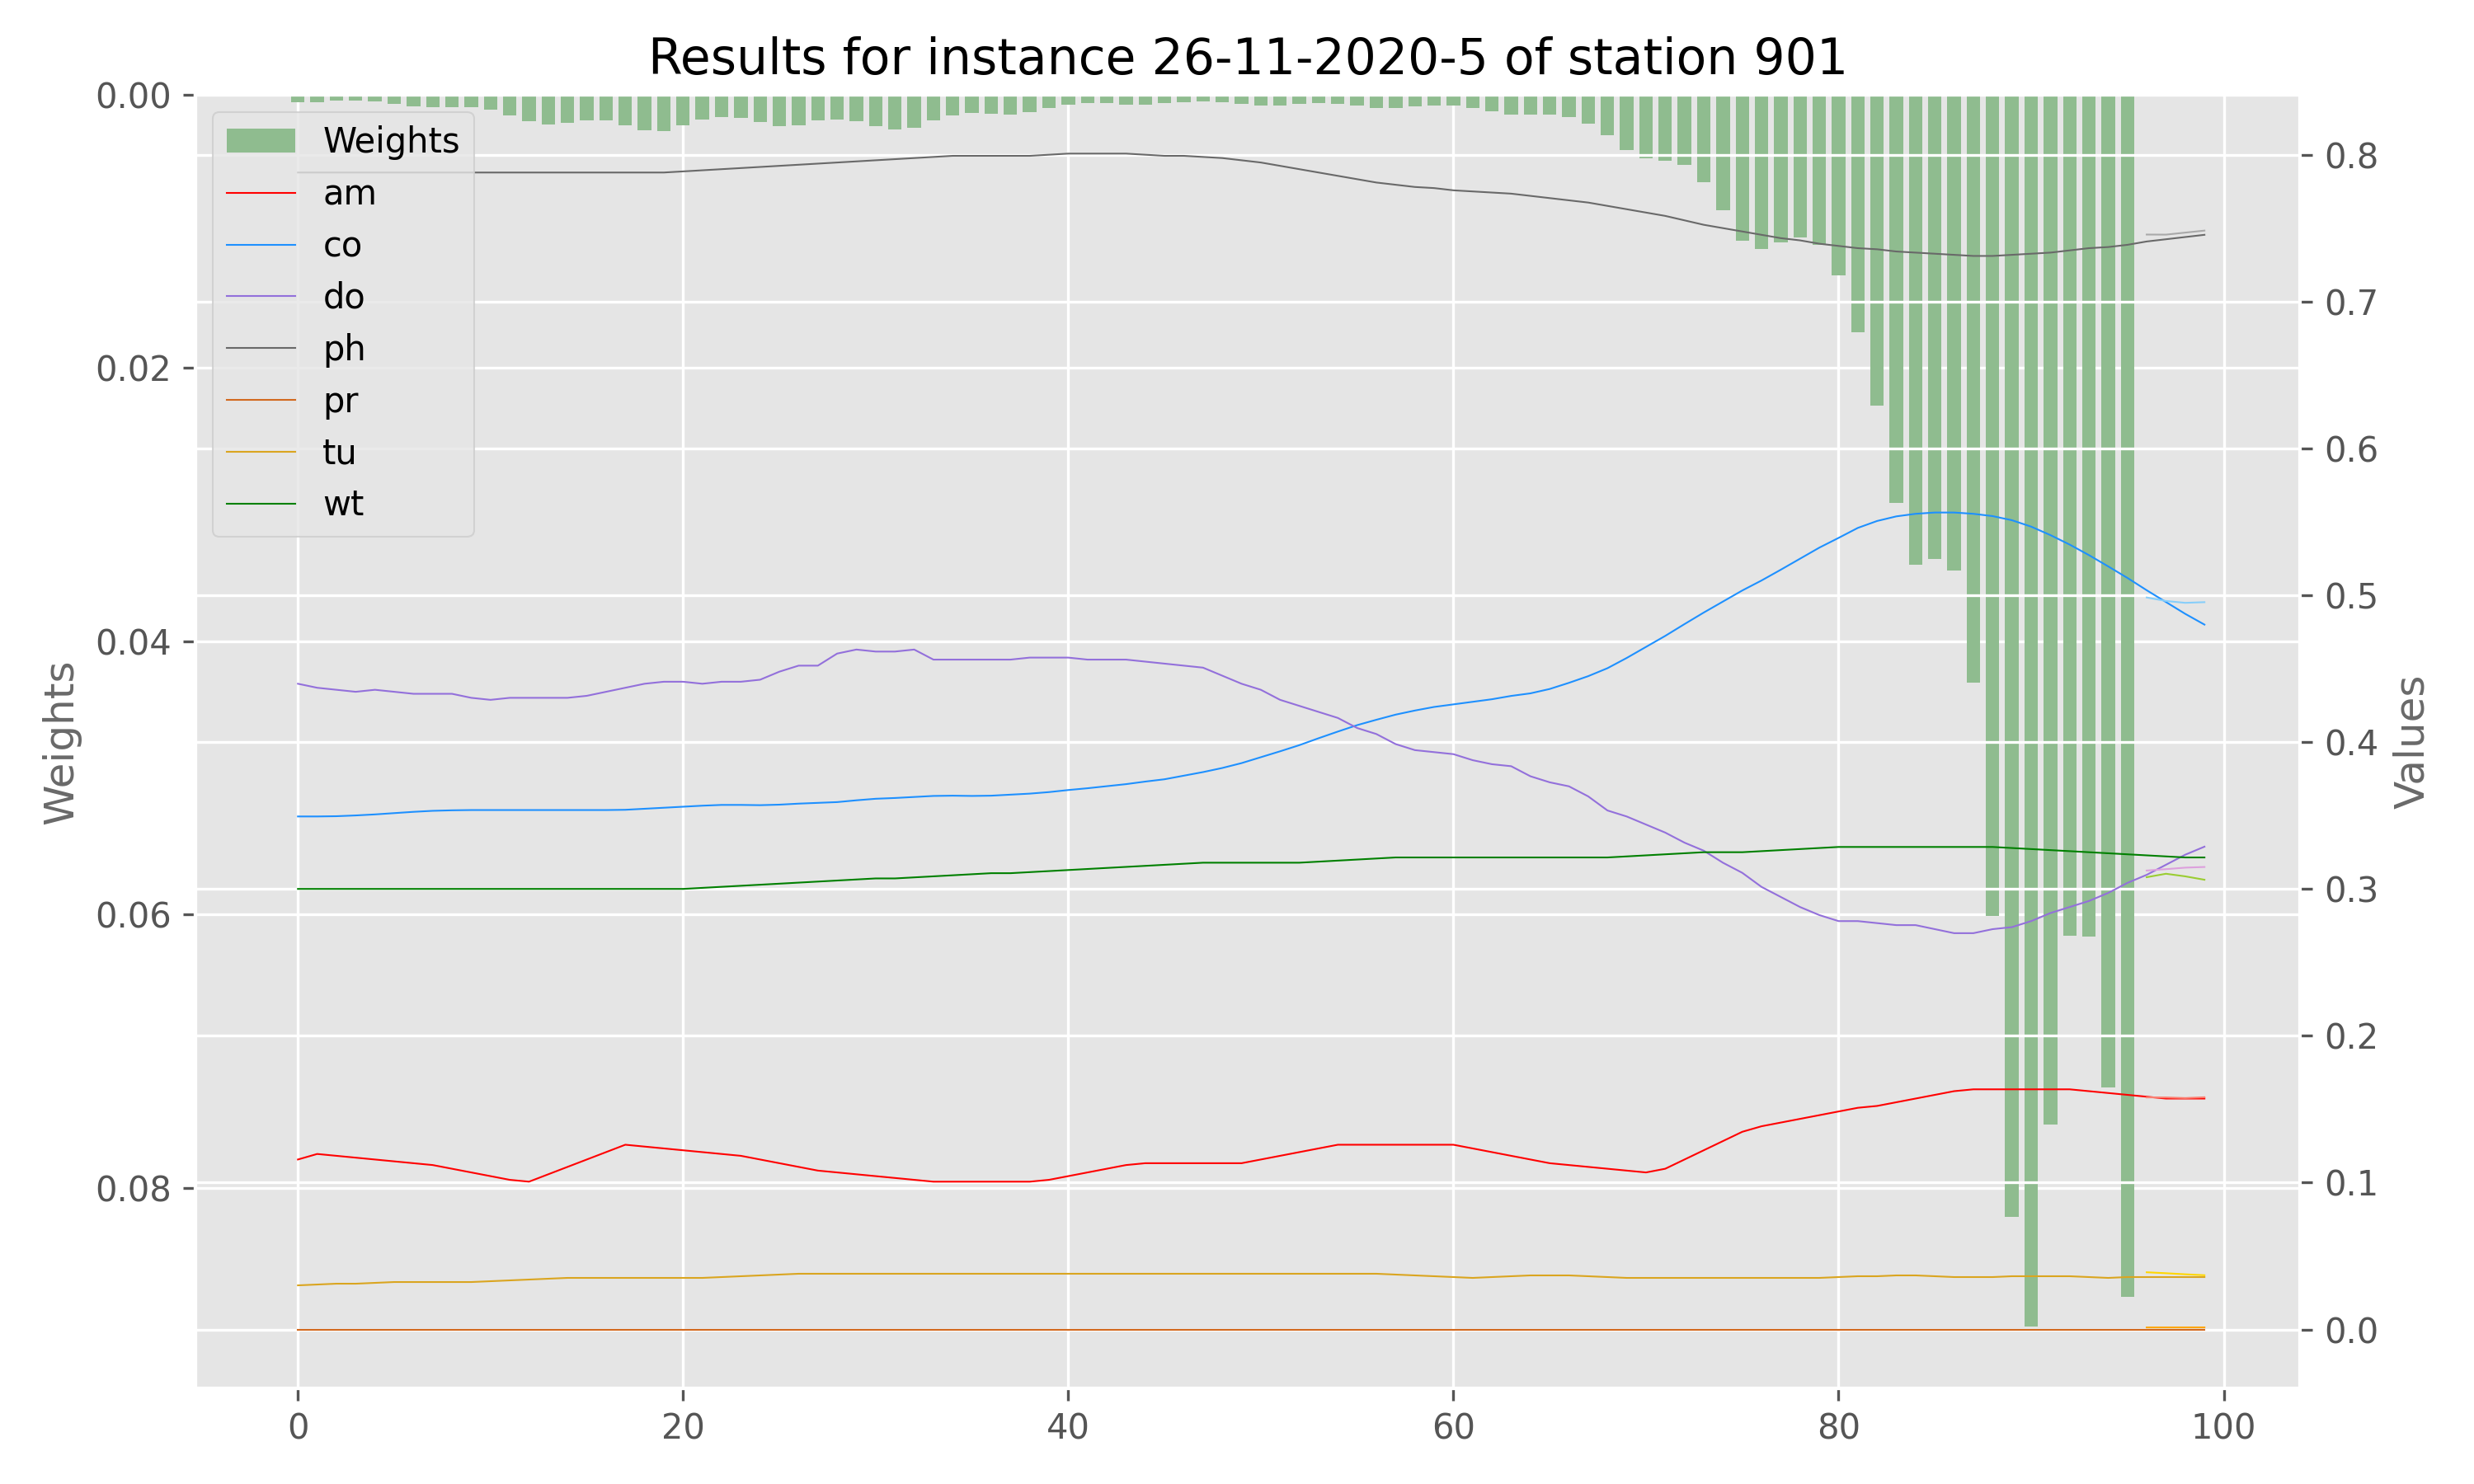 Results for instance 26-11-2020-5 of station 901
0.00
0.02
0.04
0.06
0.08
Weights
Weights
am
co
do
ph
pr
tu
wt
0.8
0.7
0.6
0.5
0.4
0.3
0.2
0.1
0.0
Values
0 20 40 60 80 100